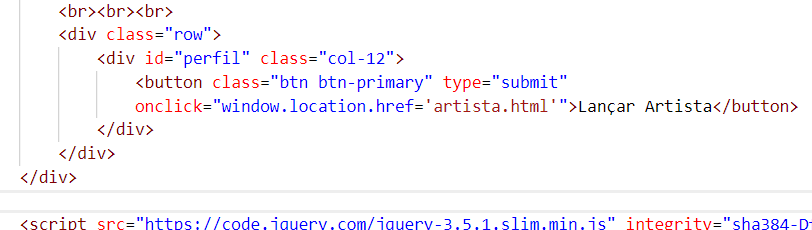 <br><br><br>
<div class="row">
<div id="perfil" class="col-12">
<button class="btn btn-primary" type="submit"
onclick="window.location.href='artista.html'">Lançar Artista</button>
</div>
</div>
</div>
<script src="https://code.jquery.com/jquery-3.5.1.slim.min.js" integrity="sha384-